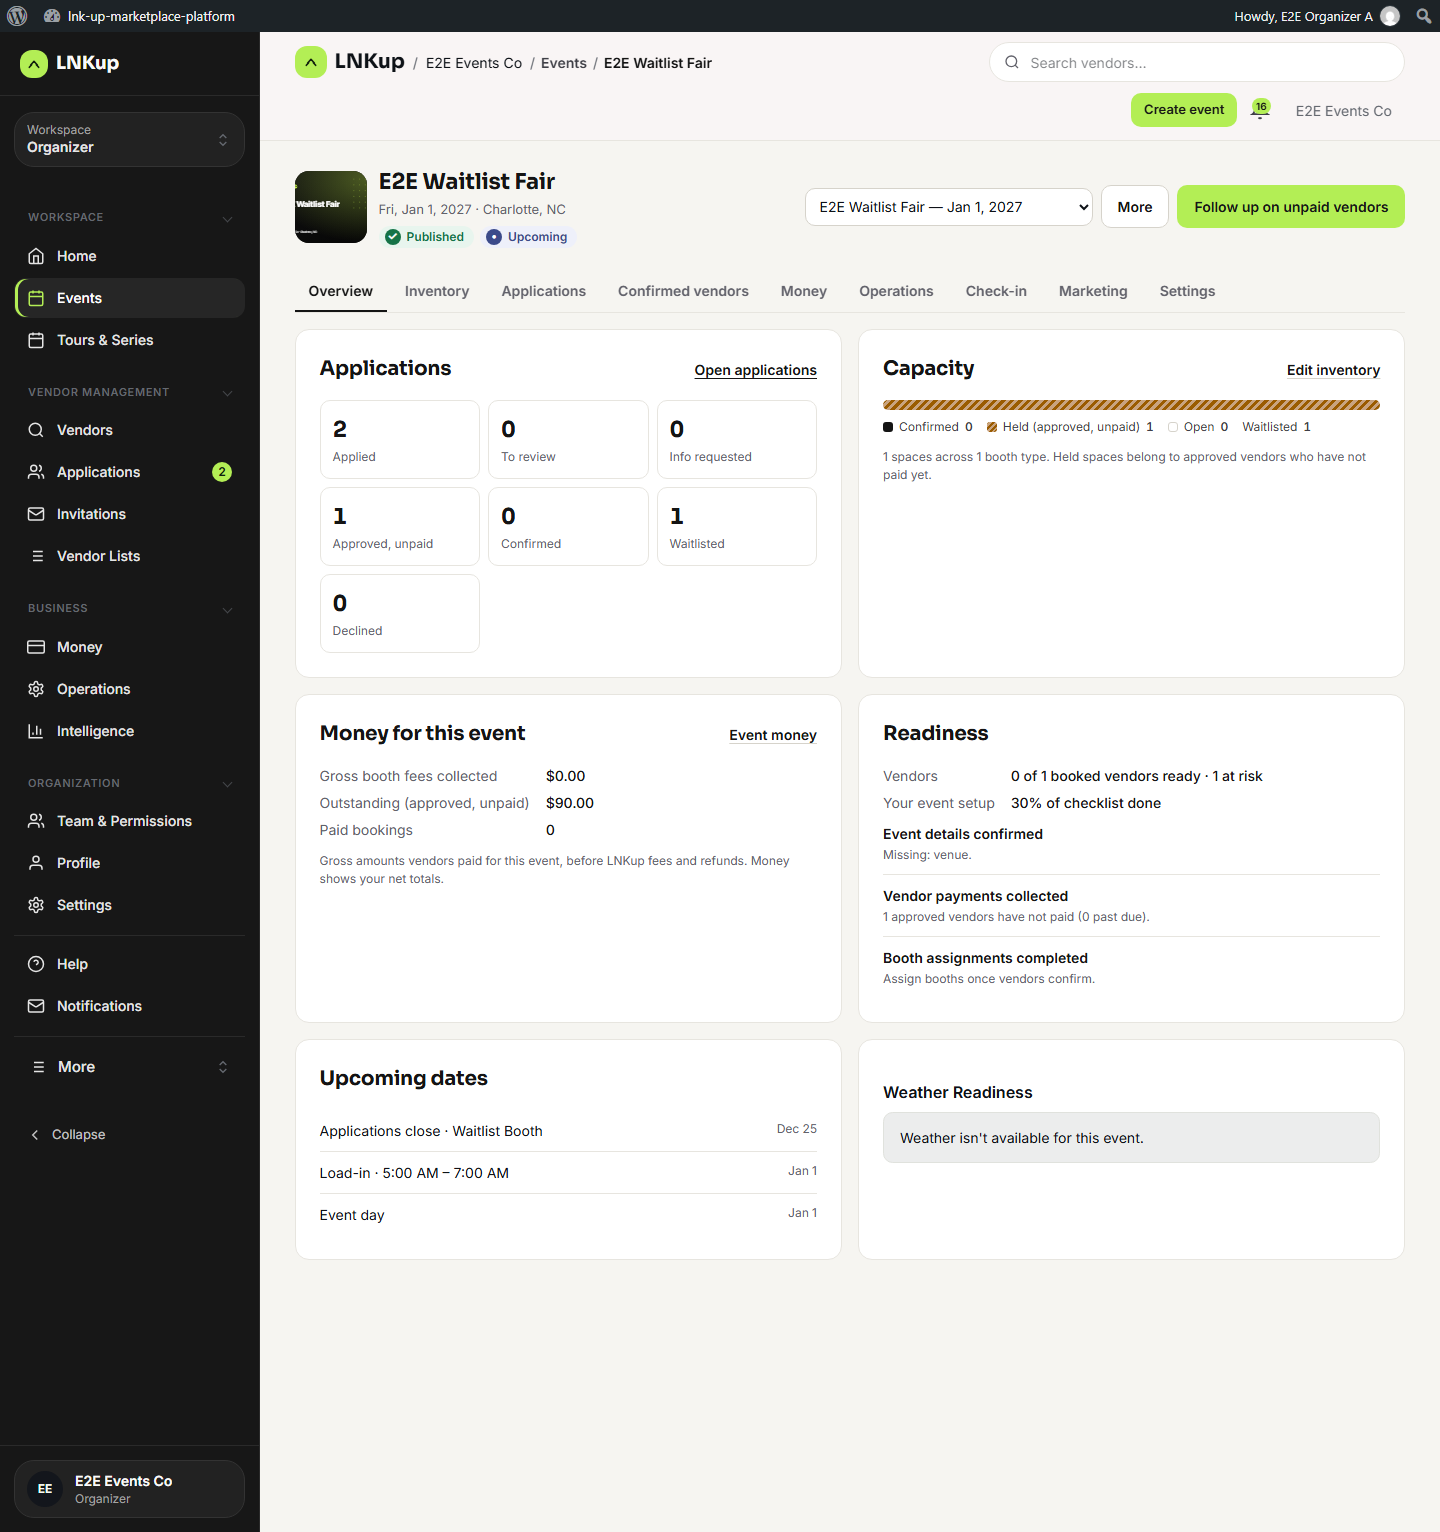 lnk-up-marketplace-platform
Howdy, E2E Organizer A
LNKup
Workspace
Organizer
WORKSPACE
Home
Events
Tours & Series
VENDOR MANAGEMENT
Vendors
Applications 2
Invitations
Vendor Lists
BUSINESS
Money
Operations
Intelligence
ORGANIZATION
Team & Permissions
Profile
Settings
Help
Notifications
More
Collapse
EE
E2E Events Co
Organizer
LNKup / E2E Events Co / Events / E2E Waitlist Fair
Search vendors...
Create event
16
E2E Events Co
Waitlist Fair
E2E Waitlist Fair
Fri, Jan 1, 2027 · Charlotte, NC
Published
Upcoming
E2E Waitlist Fair — Jan 1, 2027
More
Follow up on unpaid vendors
Overview
Inventory
Applications
Confirmed vendors
Money
Operations
Check-in
Marketing
Settings
Applications
Open applications
2
Applied
0
To review
0
Info requested
1
Approved, unpaid
0
Confirmed
1
Waitlisted
0
Declined
Capacity
Edit inventory
Confirmed 0 Held (approved, unpaid) 1 Open 0 Waitlisted 1
1 spaces across 1 booth type. Held spaces belong to approved vendors who have not
paid yet.
Money for this event
Event money
Gross booth fees collected $0.00
Outstanding (approved, unpaid) $90.00
Paid bookings 0
Gross amounts vendors paid for this event, before LNKup fees and refunds. Money
shows your net totals.
Readiness
Vendors 0 of 1 booked vendors ready · 1 at risk
Your event setup 30% of checklist done
Event details confirmed
Missing: venue.
Vendor payments collected
1 approved vendors have not paid (0 past due).
Booth assignments completed
Assign booths once vendors confirm.
Upcoming dates
Applications close · Waitlist Booth Dec 25
Load-in · 5:00 AM – 7:00 AM Jan 1
Event day Jan 1
Weather Readiness
Weather isn't available for this event.